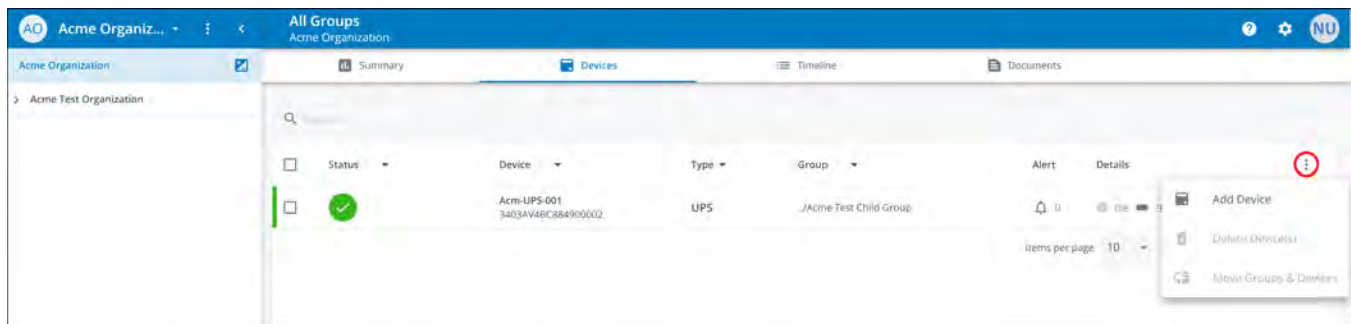 AO Acme Organiz...
All Groups
Acme Organization
NU
Acme Organization
Summary
Devices
Timeline
Documents
Acme Test Organization
Status
Device
Type
Group
Alert
Details
Acm-UPS-001
UPS
../Acme Test Child Group
0
Add Device
Delete Device(s)
Items per page 10
Move Groups & Devices